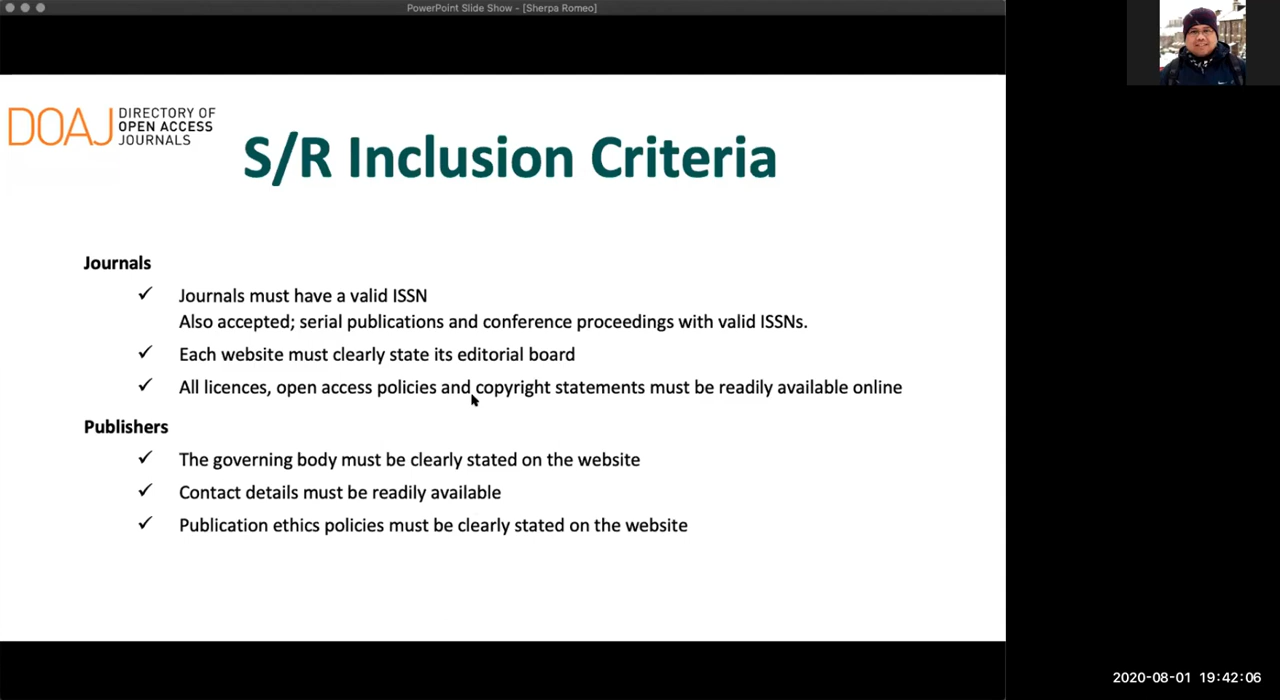 PowerPoint Slide Show - [Sherpa Romeo]
DOAJ
DIRECTORY OF
OPEN ACCESS
JOURNALS
S/R Inclusion Criteria
Journals
✓ Journals must have a valid ISSN
Also accepted; serial publications and conference proceedings with valid ISSNs.
✓ Each website must clearly state its editorial board
✓ All licences, open access policies and copyright statements must be readily available online
Publishers
✓ The governing body must be clearly stated on the website
✓ Contact details must be readily available
✓ Publication ethics policies must be clearly stated on the website
2020-08-01 19:42:06